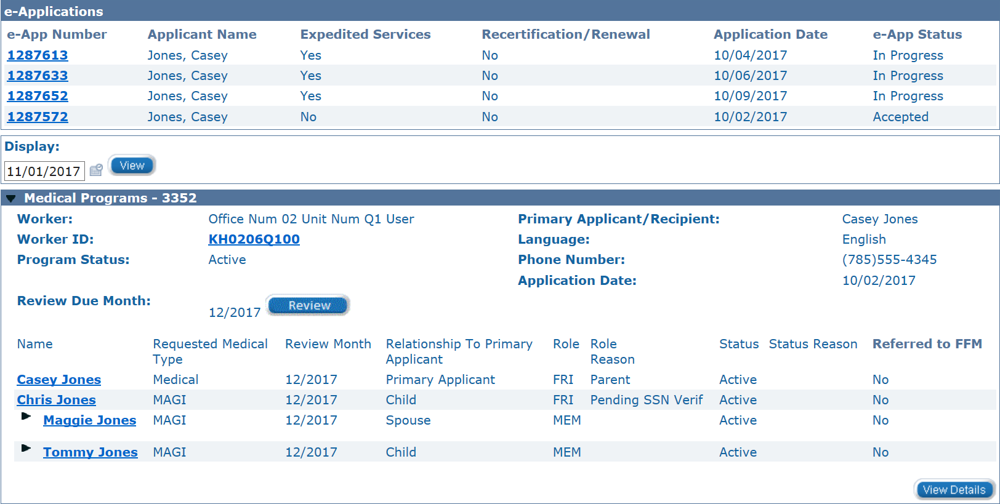 e-Applications
e-App Number Applicant Name Expedited Services Recertification/Renewal Application Date e-App Status
1287613 Jones, Casey Yes No 10/04/2017 In Progress
1287633 Jones, Casey Yes No 10/06/2017 In Progress
1287652 Jones, Casey Yes No 10/09/2017 In Progress
1287572 Jones, Casey No No 10/02/2017 Accepted
Display:
11/01/2017 View
Medical Programs - 3352
Worker: Office Num 02 Unit Num Q1 User Primary Applicant/Recipient: Casey Jones
Worker ID: KH0206Q100 Language: English
Program Status: Active Phone Number: (785)555-4345
Application Date: 10/02/2017
Review Due Month: 12/2017 Review
Name Requested Medical Review Month Relationship To Primary Role Role Status Status Reason Referred to FFM
Type Applicant Reason
Casey Jones Medical 12/2017 Primary Applicant FRI Parent Active No
Chris Jones MAGI 12/2017 Child FRI Pending SSN Verif Active No
Maggie Jones MAGI 12/2017 Spouse MEM Active No
Tommy Jones MAGI 12/2017 Child MEM Active No
View Details